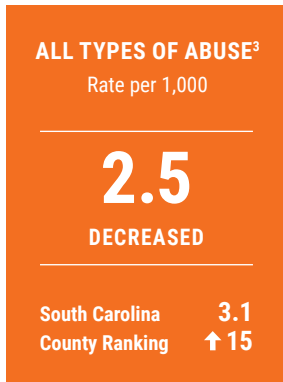 ALL TYPES OF ABUSE³
Rate per 1,000
2.5
DECREASED
South Carolina 3.1
County Ranking ↑ 15